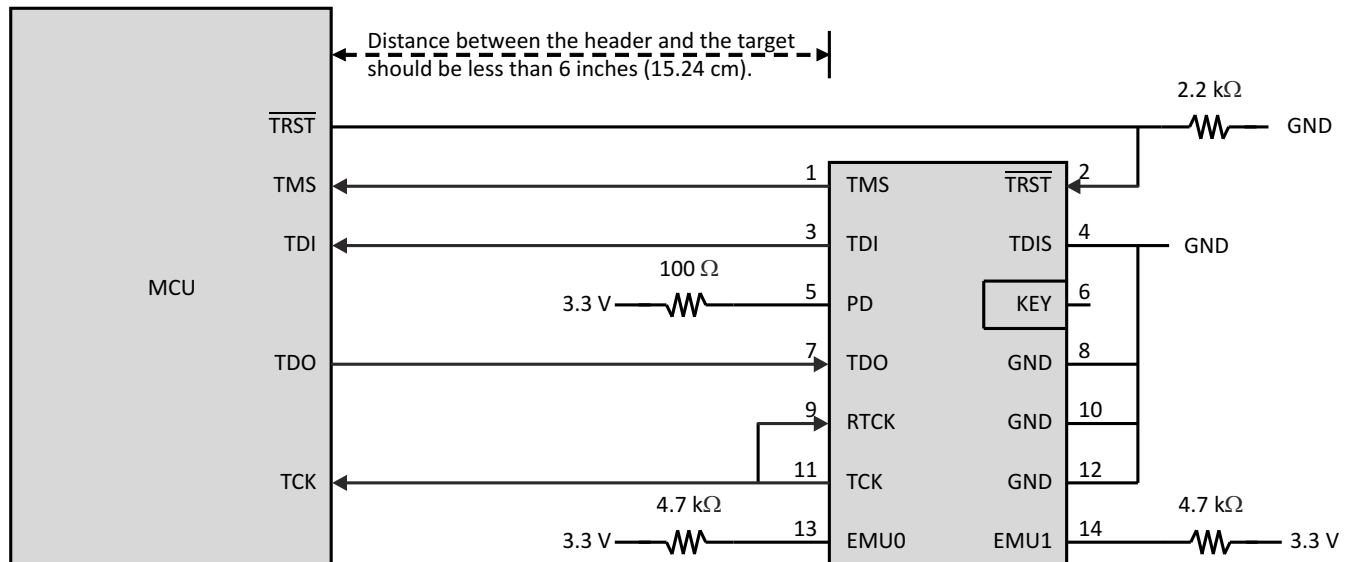 Distance between the header and the target
should be less than 6 inches (15.24 cm).
2.2 kΩ
TRST
GND
TMS
1
TMS
TRST
2
TDI
3
TDI
TDIS
4
GND
100 Ω
MCU
3.3 V
5
PD
KEY
6
TDO
7
TDO
GND
8
9
RTCK
GND
10
TCK
11
TCK
GND
12
4.7 kΩ
4.7 kΩ
3.3 V
13
EMU0
EMU1
14
3.3 V